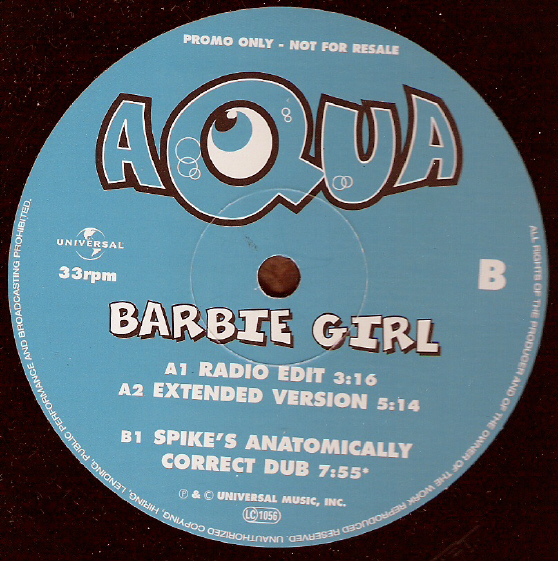 PROMO ONLY - NOT FOR RESALE
AQUA
UNIVERSAL
33rpm
B
BARBIE GIRL
A1 RADIO EDIT 3:16
A2 EXTENDED VERSION 5:14
B1 SPIKE'S ANATOMICALLY
CORRECT DUB 7:55*
℗ & © UNIVERSAL MUSIC, INC.
LC 1056
ALL RIGHTS OF THE PRODUCER AND OF THE OWNER OF THE WORK REPRODUCED RESERVED. UNAUTHORIZED COPYING, HIRING, LENDING, PUBLIC PERFORMANCE AND BROADCASTING PROHIBITED.